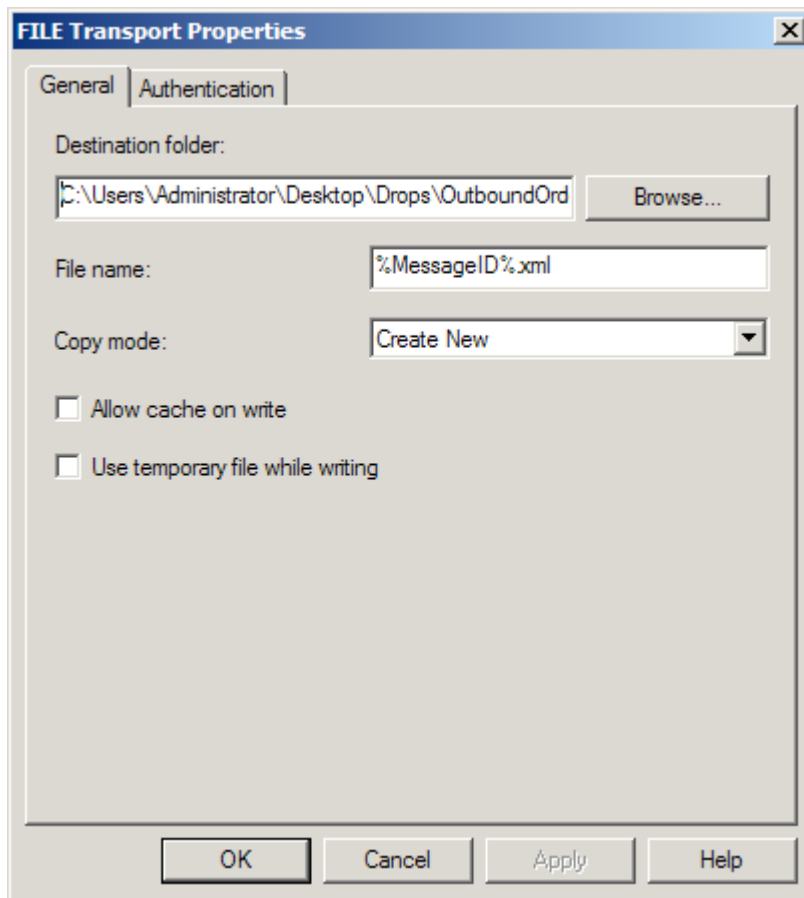 FILE Transport Properties
General Authentication
Destination folder:
C:\Users\Administrator\Desktop\Drops\OutboundOrd Browse...
File name: %MessageID%.xml
Copy mode: Create New
Allow cache on write
Use temporary file while writing
OK Cancel Apply Help